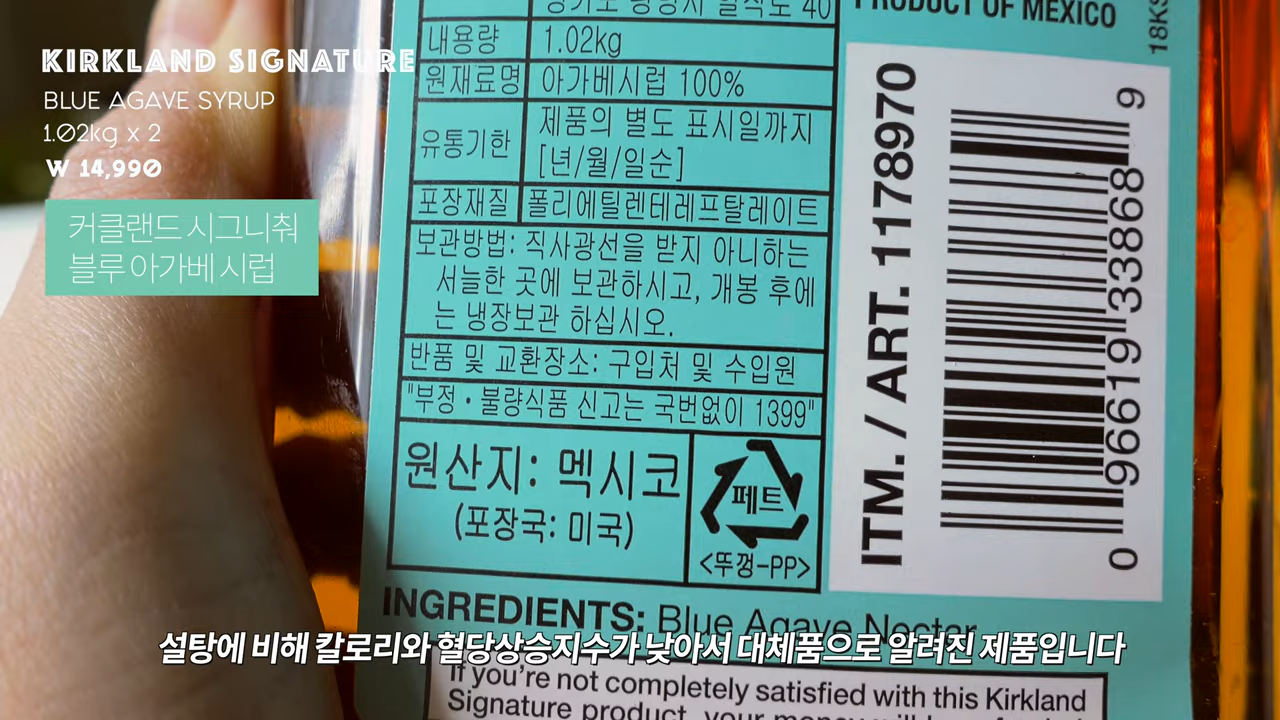 KIRKLAND SIGNATURE
BLUE AGAVE SYRUP
1.02kg x 2
W 14,990
커클랜드 시그니춰
블루 아가베 시럽
40
내용량 1.02kg
원재료명 아가베시럽 100%
유통기한 제품의 별도 표시일까지
[년/월/일순]
포장재질 폴리에틸렌테레프탈레이트
보관방법: 직사광선을 받지 아니하는
서늘한 곳에 보관하시고, 개봉 후에
는 냉장보관 하십시오.
반품 및 교환장소: 구입처 및 수입원
"부정·불량식품 신고는 국번없이 1399"
원산지: 멕시코
(포장국: 미국)
페트
<뚜껑-PP>
PRODUCT OF MEXICO
18KS
ITM. / ART. 1178970
0 96619 33868 9
INGREDIENTS: Blue Agave Nectar
설탕에 비해 칼로리와 혈당상승지수가 낮아서 대체품으로 알려진 제품입니다
If you're not completely satisfied with this Kirkland
Signature product, your money will be